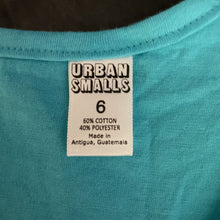 URBAN
SMALLS
6
60% COTTON
40% POLYESTER
Made in
Antigua, Guatemala